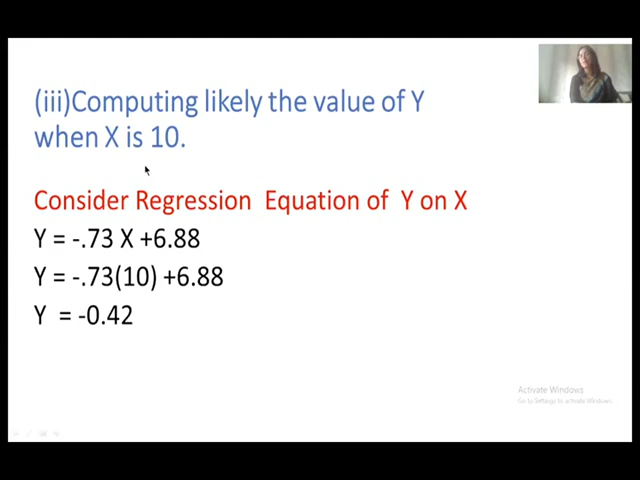 (iii)Computing likely the value of Y
when X is 10.
Consider Regression Equation of Y on X
Y = -.73 X +6.88
Y = -.73(10) +6.88
Y = -0.42
Activate Windows
Go to Settings to activate Windows.